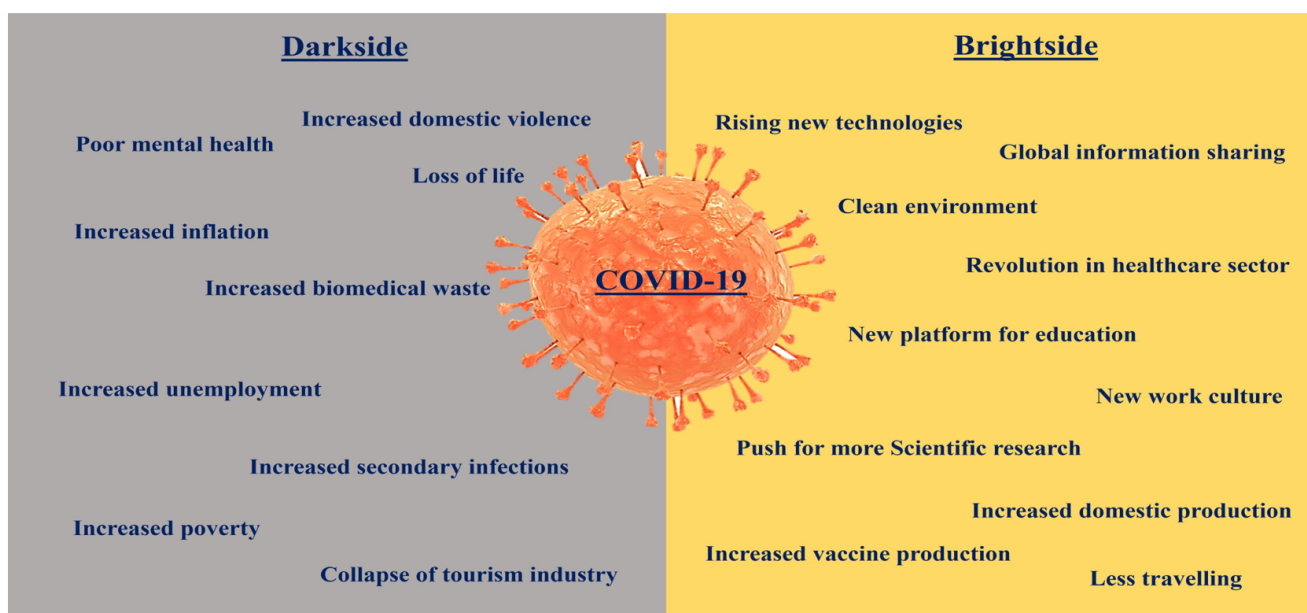 Darkside
Increased domestic violence
Poor mental health
Loss of life
Increased inflation
Increased biomedical waste
Increased unemployment
Increased secondary infections
Increased poverty
Collapse of tourism industry
COVID-19
Brightside
Rising new technologies
Global information sharing
Clean environment
Revolution in healthcare sector
New platform for education
New work culture
Push for more Scientific research
Increased domestic production
Increased vaccine production
Less travelling